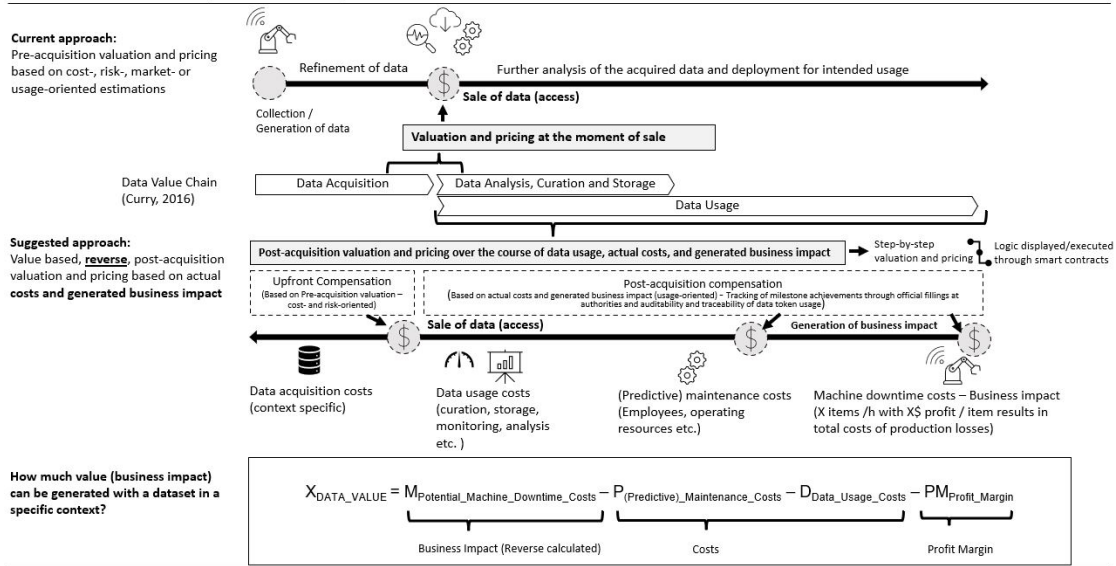 Current approach:
Pre-acquisition valuation and pricing
based on cost-, risk-, market- or
usage-oriented estimations
Refinement of data
$
Further analysis of the acquired data and deployment for intended usage
Sale of data (access)
Collection /
Generation of data
Valuation and pricing at the moment of sale
Data Value Chain
(Curry, 2016)
Data Acquisition
Data Analysis, Curation and Storage
Data Usage
Suggested approach:
Value based, reverse, post-acquisition
valuation and pricing based on actual
costs and generated business impact
Post-acquisition valuation and pricing over the course of data usage, actual costs, and generated business impact
Step-by-step
valuation and pricing
Logic displayed/executed
through smart contracts
Upfront Compensation
(Based on Pre-acquisition valuation –
cost- and risk-oriented)
Post-acquisition compensation
(Based on actual costs and generated business impact (usage-oriented) – Tracking of milestone achievements through official fillings at
authorities and auditability and traceability of data token usage)
$
Sale of data (access)
$
Generation of business impact
$
Data acquisition costs
(context specific)
Data usage costs
(curation, storage,
monitoring, analysis
etc. )
(Predictive) maintenance costs
(Employees, operating
resources etc.)
Machine downtime costs – Business impact
(X items /h with X$ profit / item results in
total costs of production losses)
How much value (business impact)
can be generated with a dataset in a
specific context?
X_DATA_VALUE = M_Potential_Machine_Downtime_Costs – P_(Predictive)_Maintenance_Costs – D_Data_Usage_Costs – PM_Profit_Margin
Business Impact (Reverse calculated)
Costs
Profit Margin